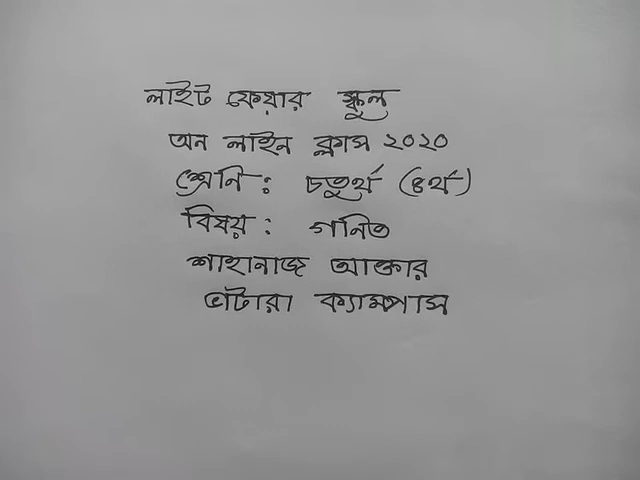 লাইট ফেয়ার স্কুল
অন লাইন ক্লাস ২০২০
শ্রেনি : চতুর্থ (৪র্থ)
বিষয় : গনিত
শাহানাজ আক্তার
ভাটারা ক্যাম্পাস